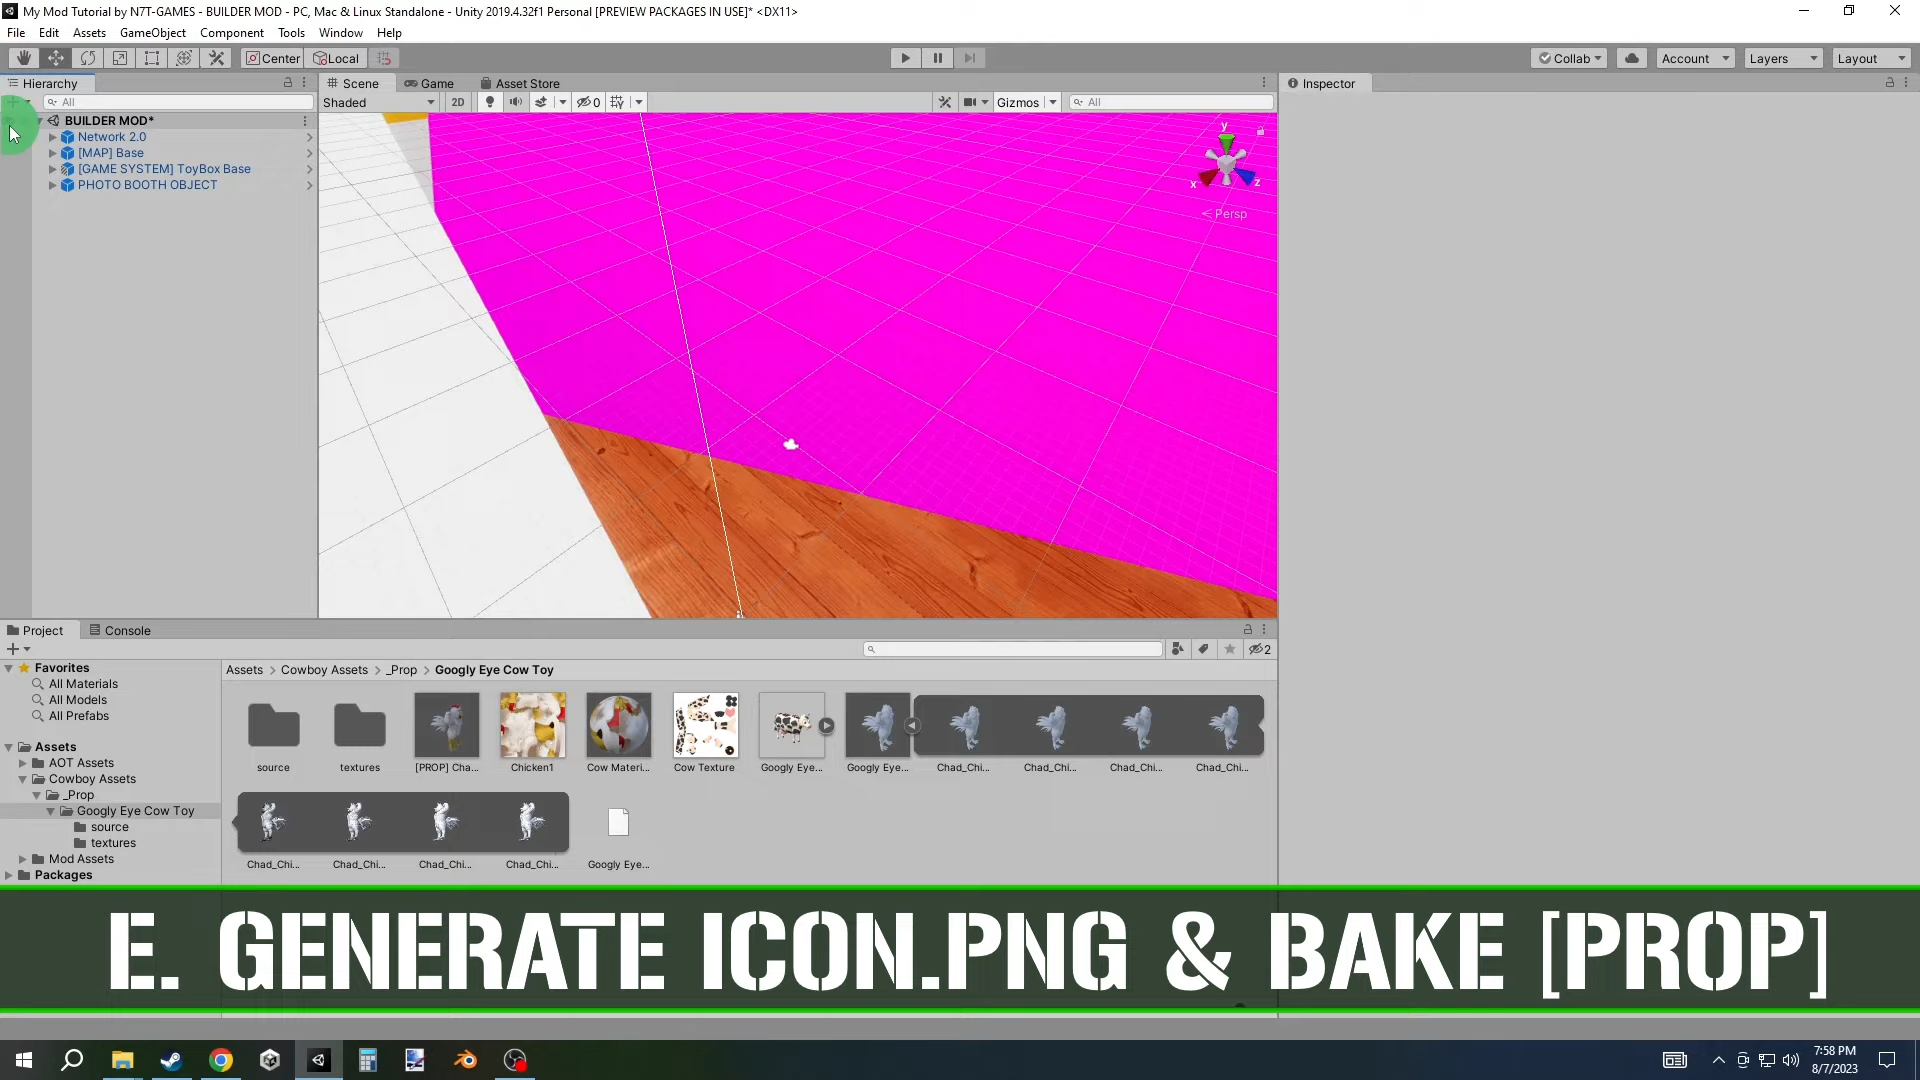 My Mod Tutorial by N7T-GAMES - BUILDER MOD - PC, Mac & Linux Standalone - Unity 2019.4.32f1 Personal [PREVIEW PACKAGES IN USE]* <DX11>
File Edit Assets GameObject Component Tools Window Help
Center Local Collab Account Layers Layout
Hierarchy Scene Game Asset Store Inspector
All Shaded 2D 0 Gizmos All
BUILDER MOD*
Network 2.0
[MAP] Base
[GAME SYSTEM] ToyBox Base
PHOTO BOOTH OBJECT
y
x z
< Persp
Project Console
2
Favorites
All Materials
All Models
All Prefabs
Assets
AOT Assets
Cowboy Assets
_Prop
Googly Eye Cow Toy
source
textures
Mod Assets
Packages
Assets > Cowboy Assets > _Prop > Googly Eye Cow Toy
source textures [PROP] Cha... Chicken1 Cow Materi... Cow Texture Googly Eye... Googly Eye... Chad_Chi... Chad_Chi... Chad_Chi... Chad_Chi...
Chad_Chi... Chad_Chi... Chad_Chi... Chad_Chi... Googly Eye...
E. GENERATE ICON.PNG & BAKE [PROP]
7:58 PM
8/7/2023